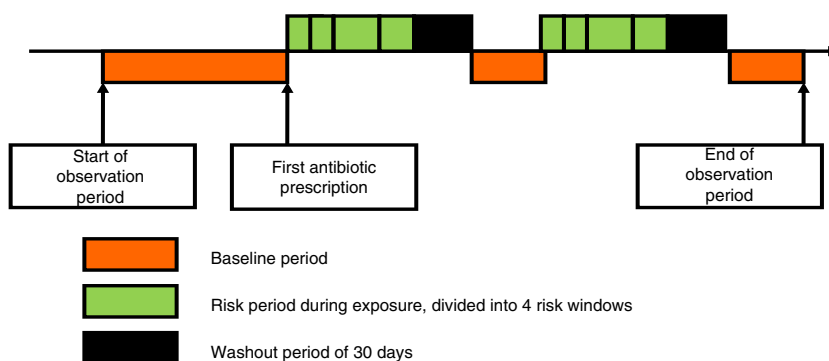 Start of
observation
period
First antibiotic
prescription
End of
observation
period
Baseline period
Risk period during exposure, divided into 4 risk windows
Washout period of 30 days